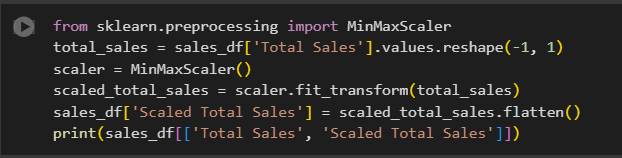 from sklearn.preprocessing import MinMaxScaler
total_sales = sales_df['Total Sales'].values.reshape(-1, 1)
scaler = MinMaxScaler()
scaled_total_sales = scaler.fit_transform(total_sales)
sales_df['Scaled Total Sales'] = scaled_total_sales.flatten()
print(sales_df[['Total Sales', 'Scaled Total Sales']])